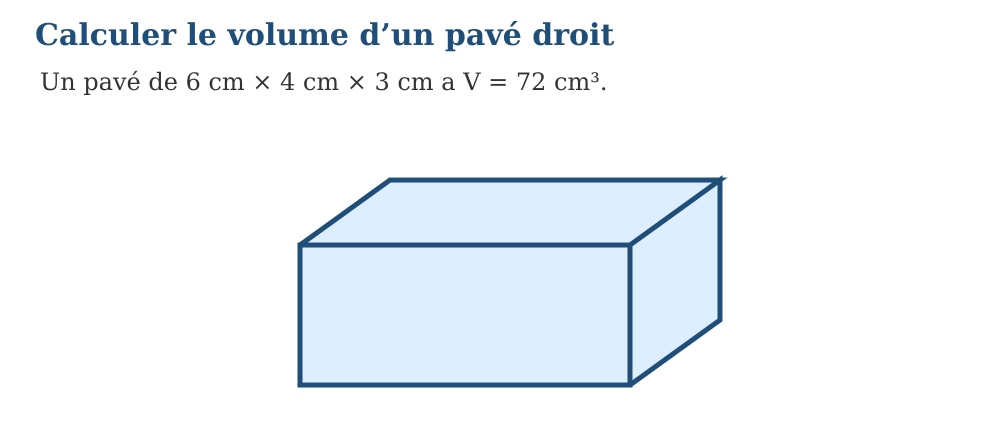 Calculer le volume d’un pavé droit
Un pavé de 6 cm × 4 cm × 3 cm a V = 72 cm³.